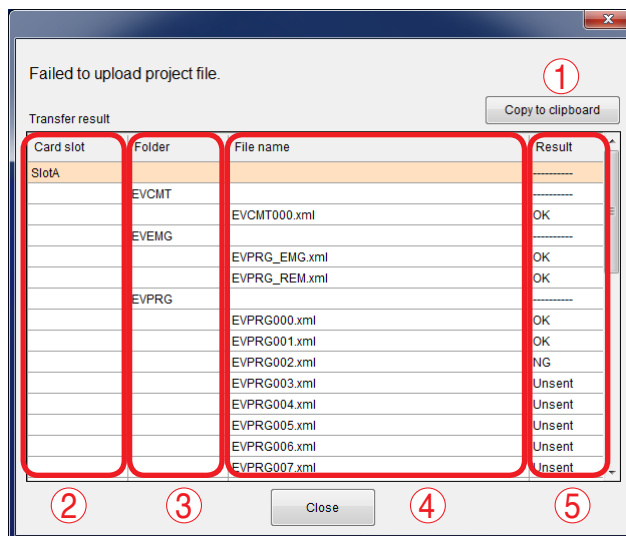 x
Failed to upload project file.
①
Transfer result
Copy to clipboard
Card slot Folder File name Result
SlotA ----------
EVCMT ----------
EVCMT000.xml OK
EVEMG ----------
EVPRG_EMG.xml OK
EVPRG_REM.xml OK
EVPRG ----------
EVPRG000.xml OK
EVPRG001.xml OK
EVPRG002.xml NG
EVPRG003.xml Unsent
EVPRG004.xml Unsent
EVPRG005.xml Unsent
EVPRG006.xml Unsent
EVPRG007.xml Unsent
② ③ Close ④ ⑤